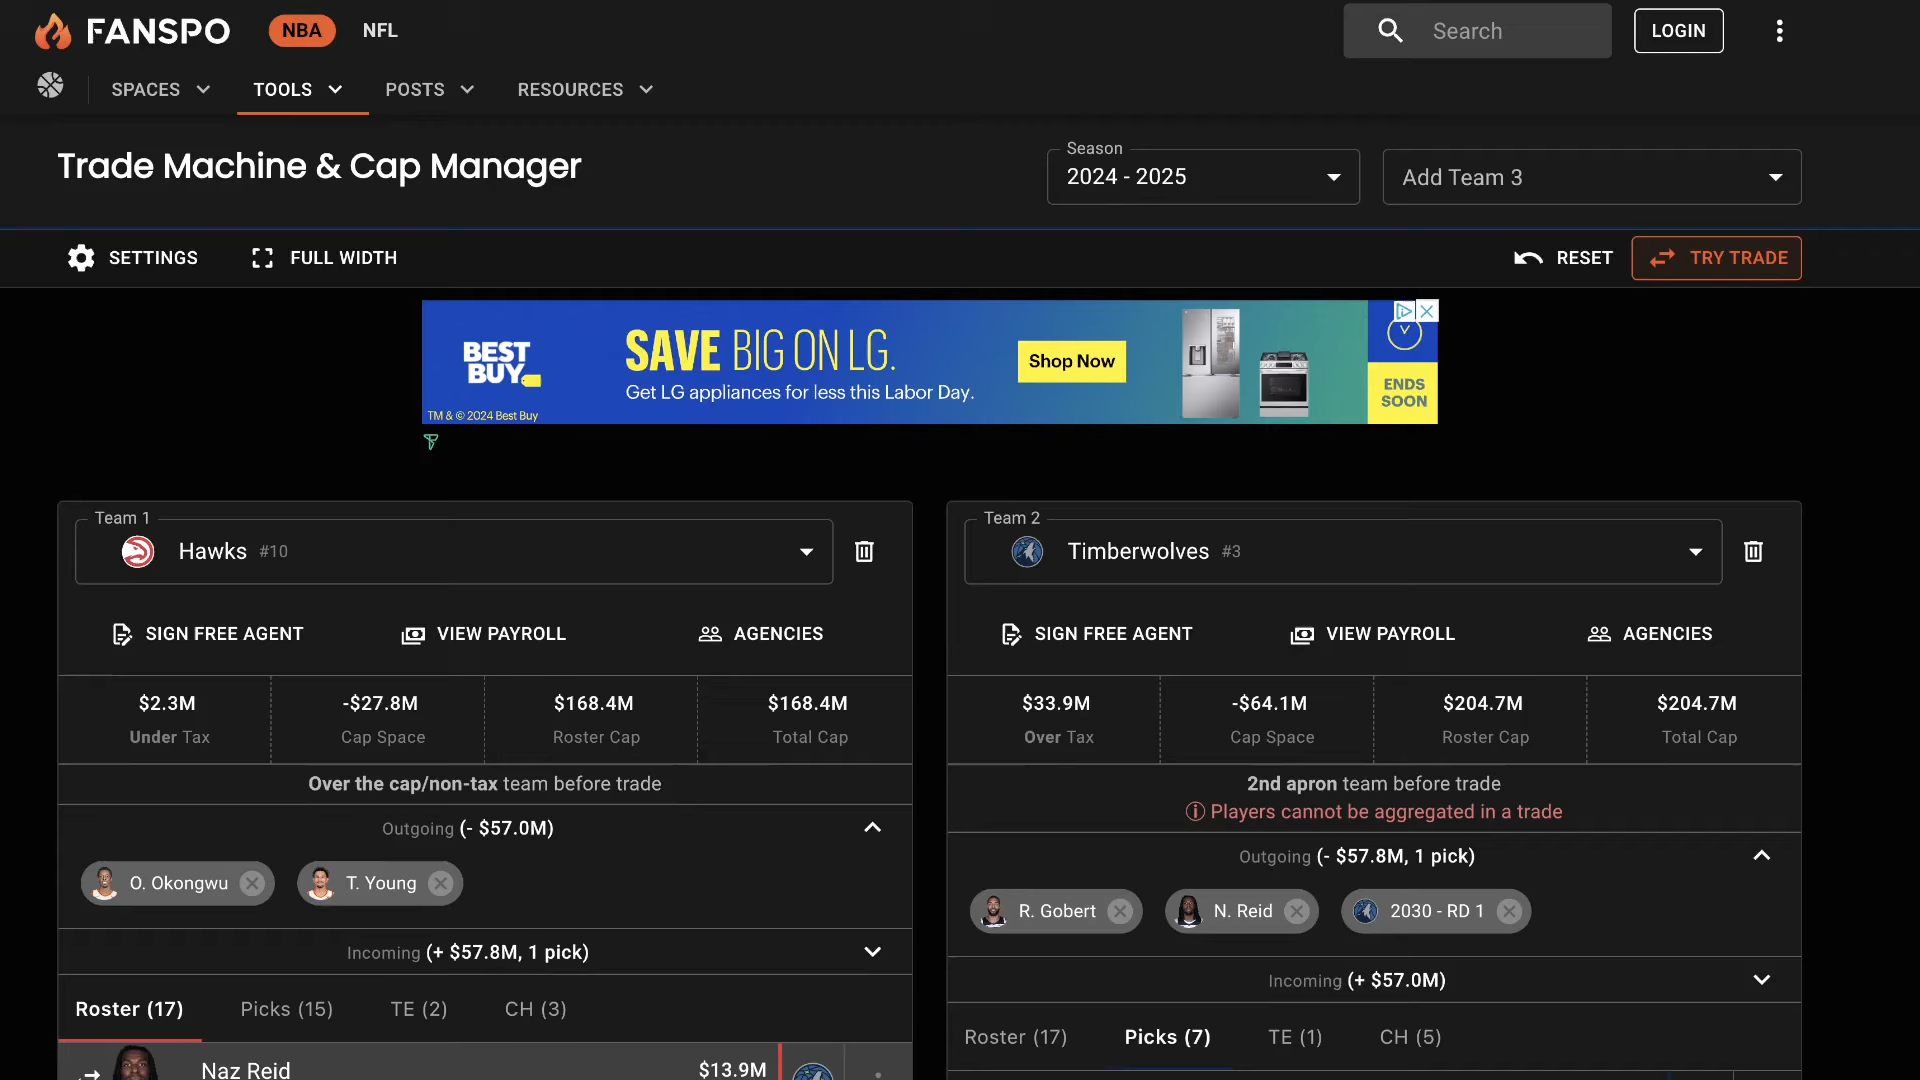 FANSPO
NBA
NFL
Search
LOGIN
SPACES
TOOLS
POSTS
RESOURCES
Trade Machine & Cap Manager
Season
2024 - 2025
Add Team 3
SETTINGS
FULL WIDTH
RESET
TRY TRADE
BEST
BUY
TM & © 2024 Best Buy
SAVE BIG ON LG.
Get LG appliances for less this Labor Day.
Shop Now
ENDS
SOON
Team 1
Hawks #10
SIGN FREE AGENT
VIEW PAYROLL
AGENCIES
$2.3M
Under Tax
-$27.8M
Cap Space
$168.4M
Roster Cap
$168.4M
Total Cap
Over the cap/non-tax team before trade
Outgoing (- $57.0M)
O. Okongwu
T. Young
Incoming (+ $57.8M, 1 pick)
Roster (17)
Picks (15)
TE (2)
CH (3)
Naz Reid
$13.9M
Team 2
Timberwolves #3
SIGN FREE AGENT
VIEW PAYROLL
AGENCIES
$33.9M
Over Tax
-$64.1M
Cap Space
$204.7M
Roster Cap
$204.7M
Total Cap
2nd apron team before trade
Players cannot be aggregated in a trade
Outgoing (- $57.8M, 1 pick)
R. Gobert
N. Reid
2030 - RD 1
Incoming (+ $57.0M)
Roster (17)
Picks (7)
TE (1)
CH (5)